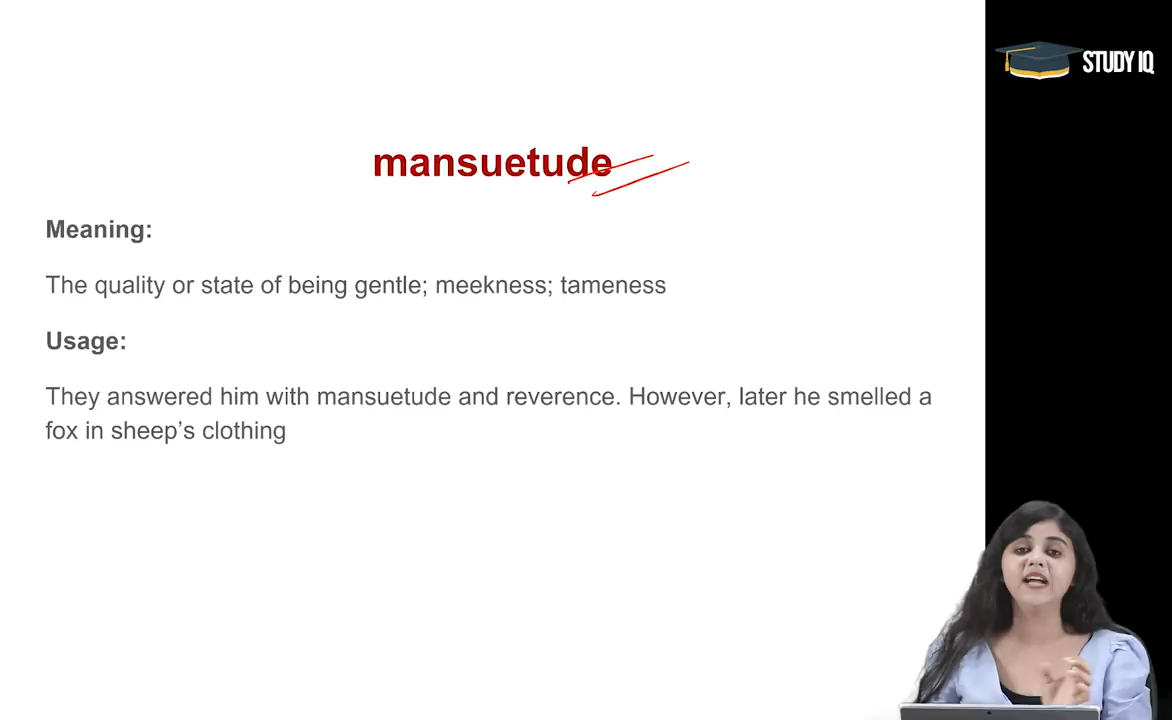 STUDY IQ
mansuetude
Meaning:
The quality or state of being gentle; meekness; tameness
Usage:
They answered him with mansuetude and reverence. However, later he smelled a
fox in sheep’s clothing